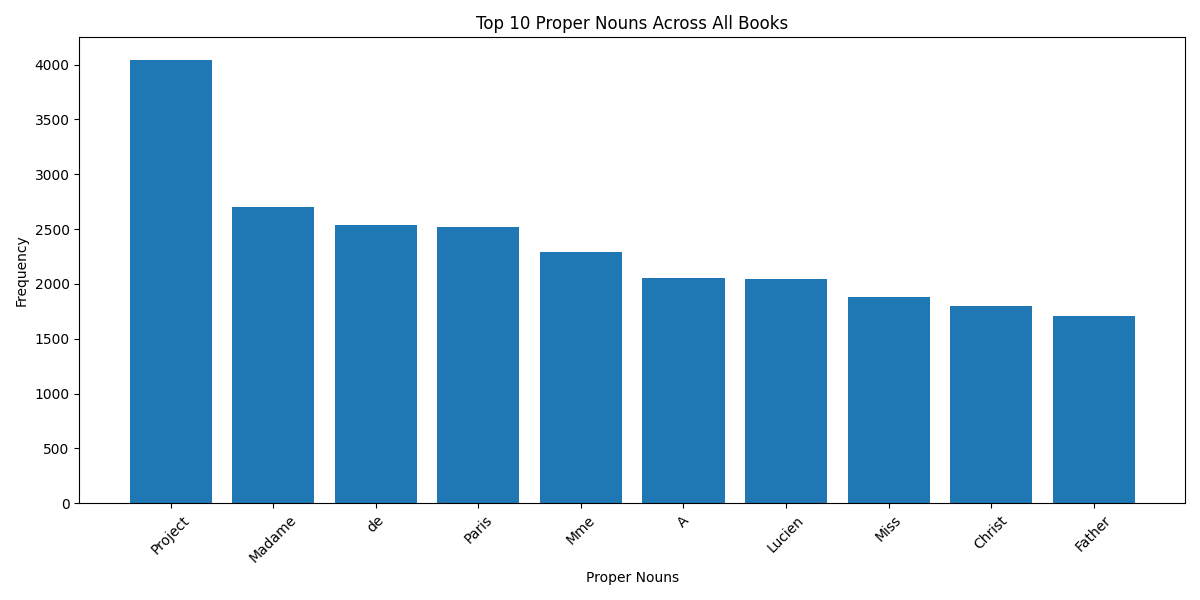 Top 10 Proper Nouns Across All Books
4000
3500
3000
2500
2000
1500
1000
500
0
Frequency
Project
Madame
de
Paris
Mme
A
Lucien
Miss
Christ
Father
Proper Nouns